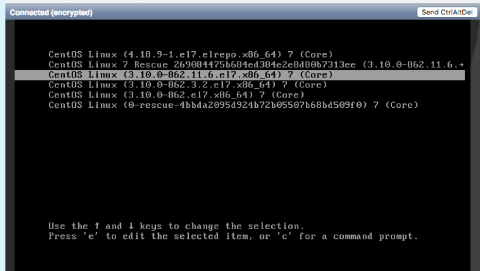 Connected (encrypted)
Send CtrlAltDel
CentOS Linux (4.18.9-1.el7.elrepo.x86_64) 7 (Core)
CentOS Linux 7 Rescue 269084475b684ed384e2e8d80b7313ee (3.10.0-862.11.6.→
CentOS Linux (3.10.0-862.11.6.el7.x86_64) 7 (Core)
CentOS Linux (3.10.0-862.3.2.el7.x86_64) 7 (Core)
CentOS Linux (3.10.0-862.el7.x86_64) 7 (Core)
CentOS Linux (0-rescue-4bbda2095d924b72b05507b68bd509f0) 7 (Core)
Use the ↑ and ↓ keys to change the selection.
Press 'e' to edit the selected item, or 'c' for a command prompt.